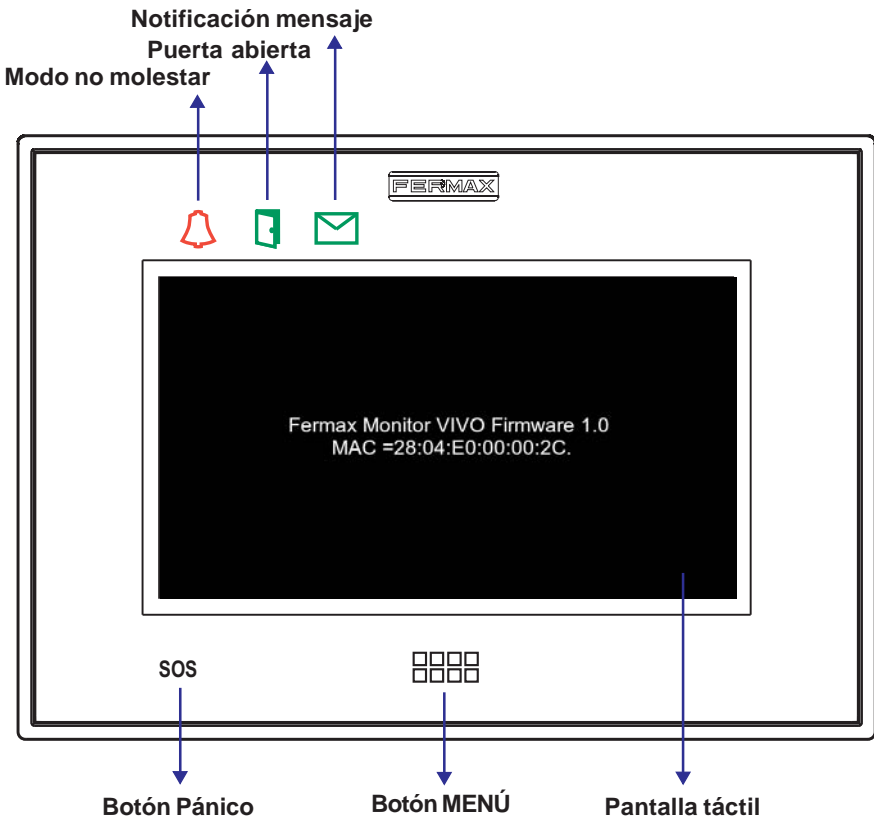 Notificación mensaje
Puerta abierta
Modo no molestar
FERMAX
Fermax Monitor VIVO Firmware 1.0
MAC =28:04:E0:00:00:2C.
SOS
Botón Pánico
Botón MENÚ
Pantalla táctil